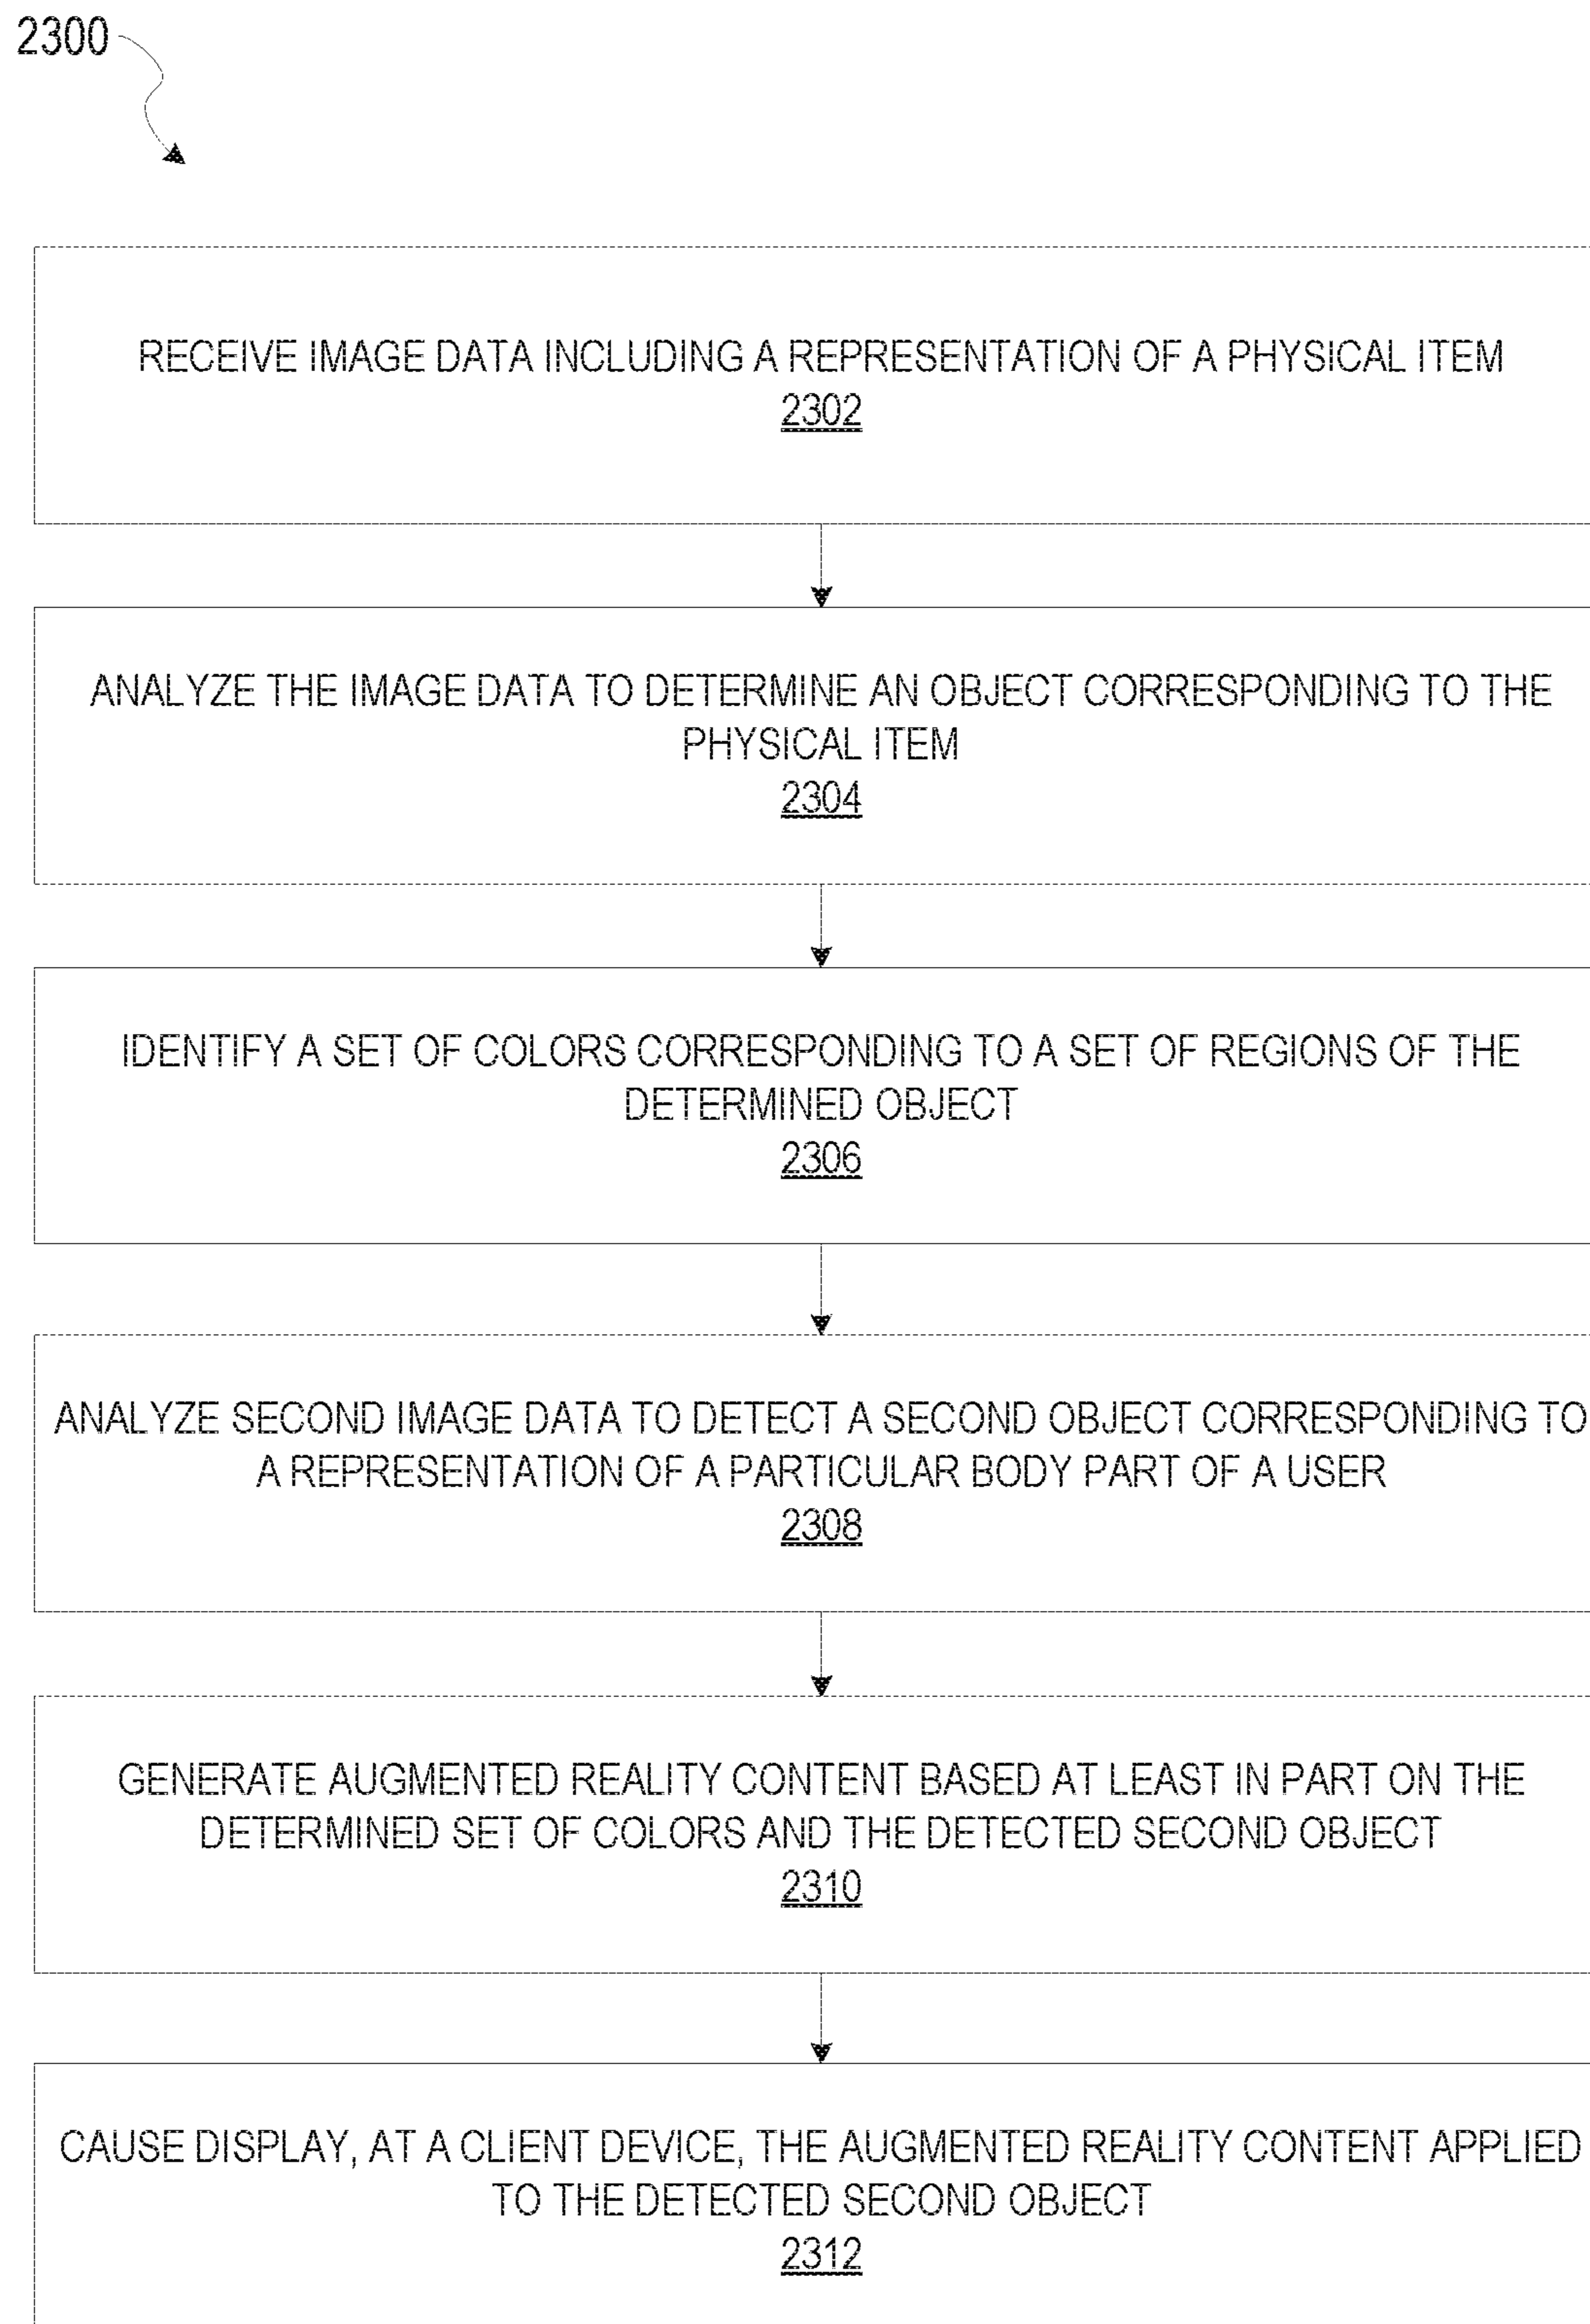 2300
RECEIVE IMAGE DATA INCLUDING A REPRESENTATION OF A PHYSICAL ITEM
2302
ANALYZE THE IMAGE DATA TO DETERMINE AN OBJECT CORRESPONDING TO THE
PHYSICAL ITEM
2304
IDENTIFY A SET OF COLORS CORRESPONDING TO A SET OF REGIONS OF THE
DETERMINED OBJECT
2306
ANALYZE SECOND IMAGE DATA TO DETECT A SECOND OBJECT CORRESPONDING TO
A REPRESENTATION OF A PARTICULAR BODY PART OF A USER
2308
GENERATE AUGMENTED REALITY CONTENT BASED AT LEAST IN PART ON THE
DETERMINED SET OF COLORS AND THE DETECTED SECOND OBJECT
2310
CAUSE DISPLAY, AT A CLIENT DEVICE, THE AUGMENTED REALITY CONTENT APPLIED
TO THE DETECTED SECOND OBJECT
2312